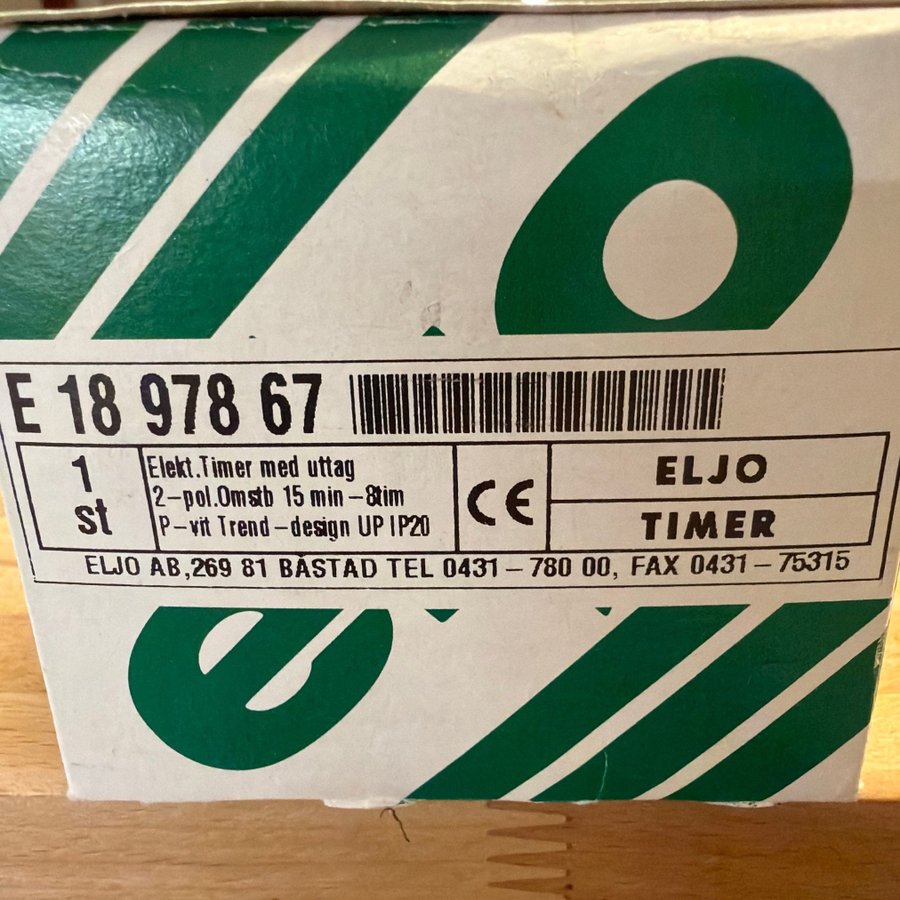 E 18 978 67
1
st
Elekt.Timer med uttag
2-pol.Omstb 15 min-8tim
P-vit Trend-design UP IP20
CE
ELJO
TIMER
ELJO AB,269 81 BÅSTAD TEL 0431-780 00, FAX 0431-75315